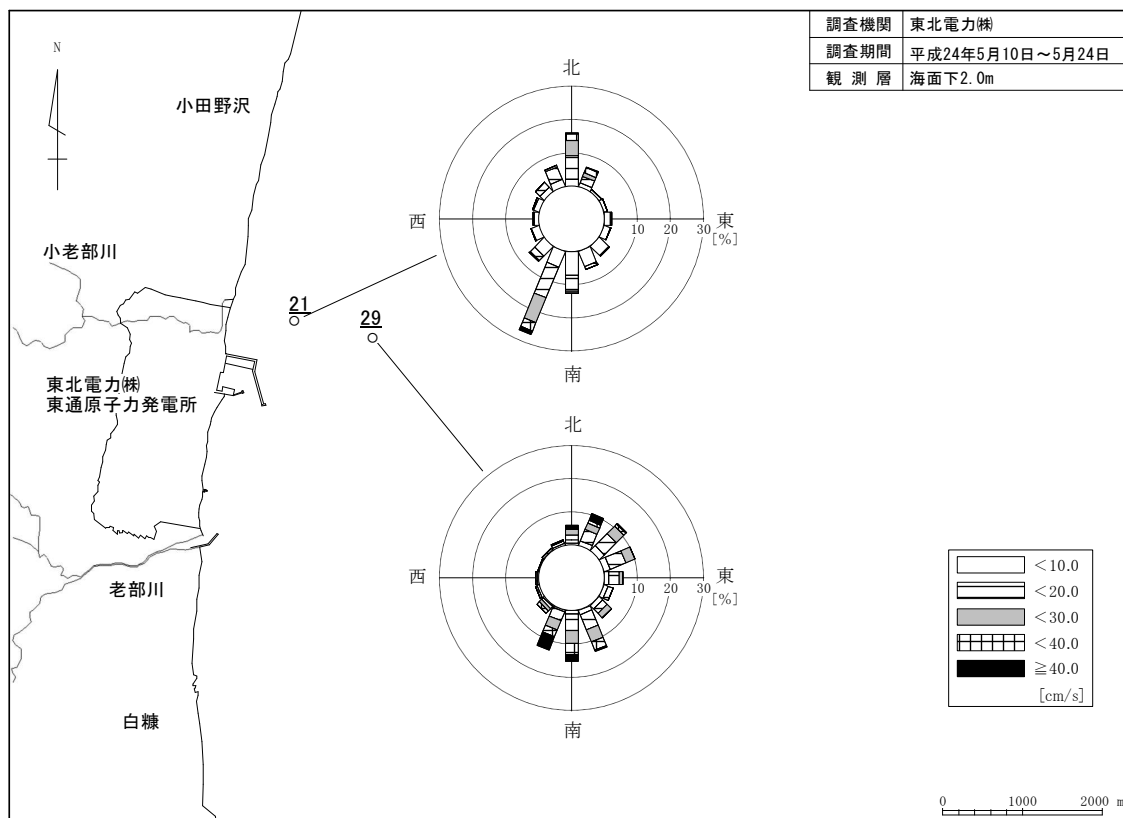 調査機関 東北電力㈱
調査期間 平成24年5月10日～5月24日
観測層 海面下2.0m
N
小田野沢
小老部川
東北電力㈱
東通原子力発電所
老部川
白糠
21
29
北
西
東
南
10 20 30
[%]
北
西
東
南
10 20 30
[%]
＜10.0
＜20.0
＜30.0
＜40.0
≧40.0
[cm/s]
0 1000 2000 m